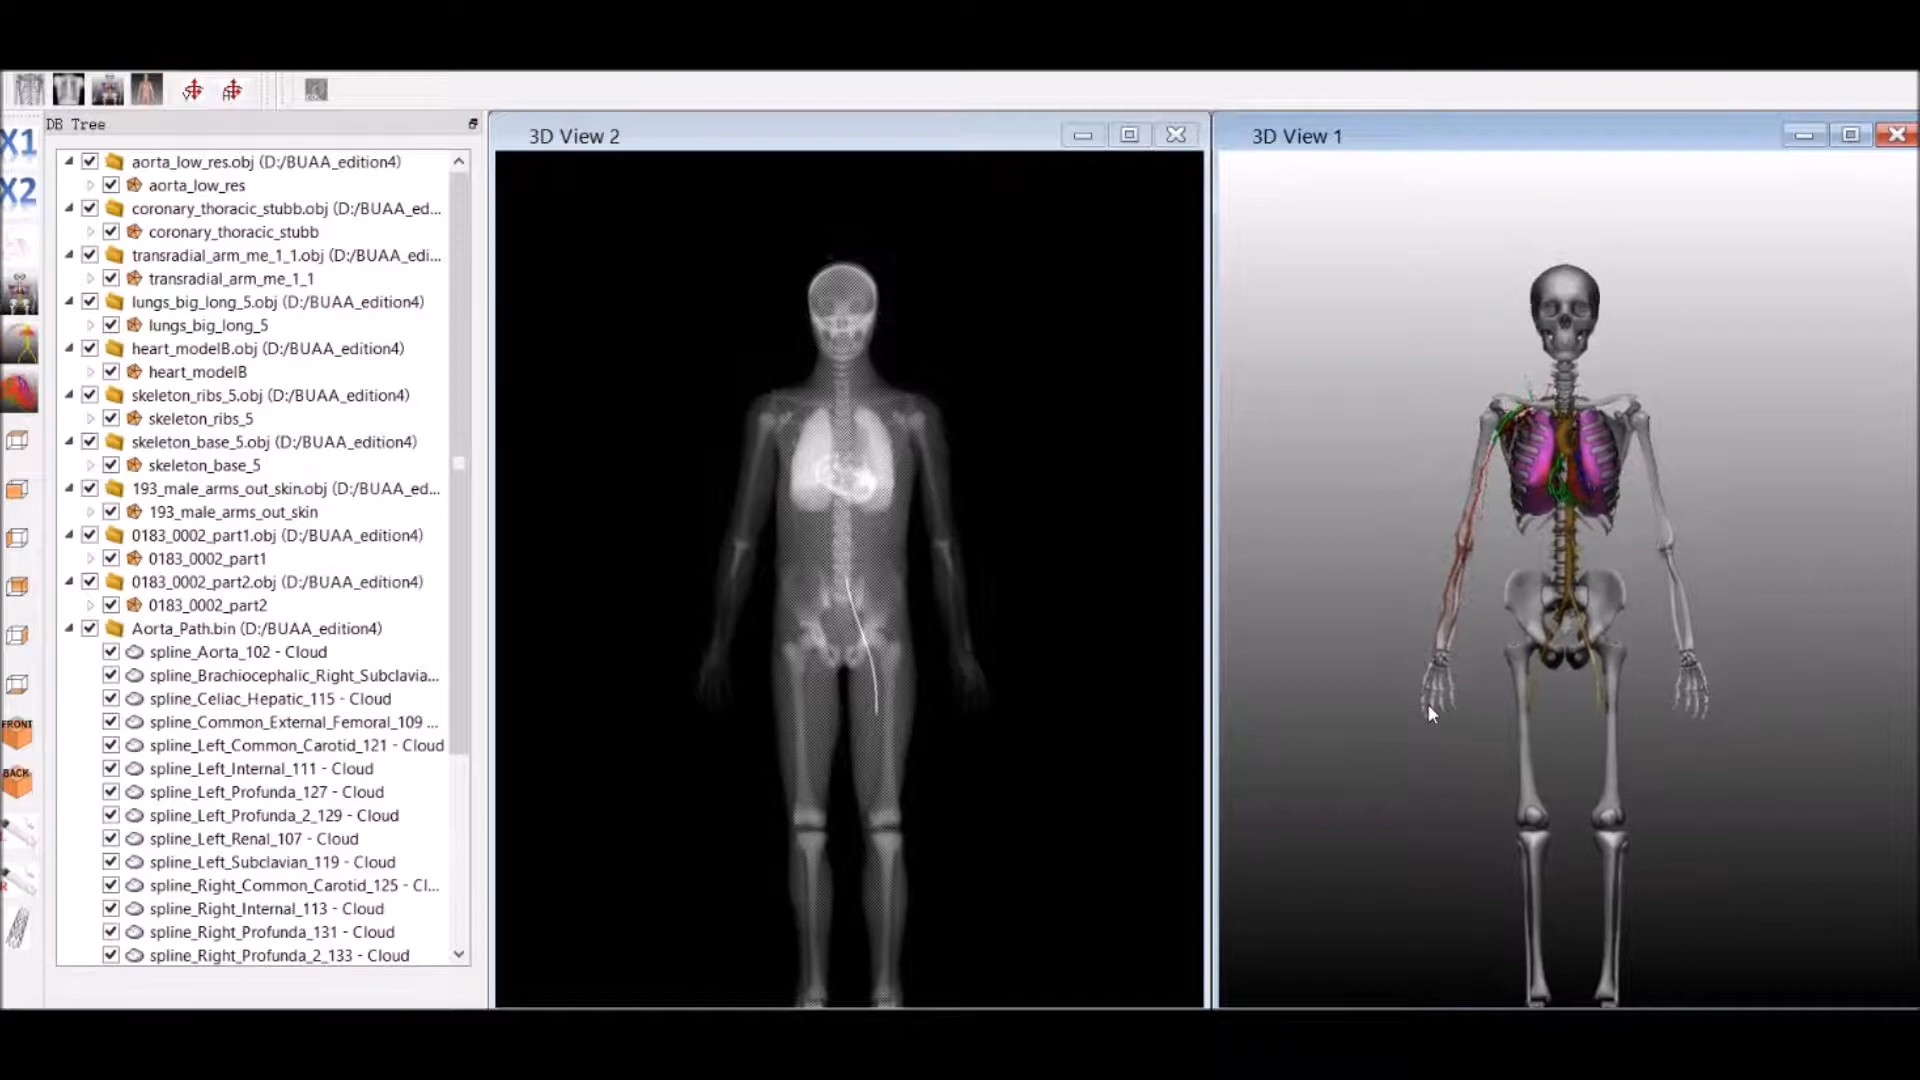 DB Tree
X1
X2
FRONT
BACK
aorta_low_res.obj (D:/BUAA_edition4)
aorta_low_res
coronary_thoracic_stubb.obj (D:/BUAA_ed...
coronary_thoracic_stubb
transradial_arm_me_1_1.obj (D:/BUAA_edi...
transradial_arm_me_1_1
lungs_big_long_5.obj (D:/BUAA_edition4)
lungs_big_long_5
heart_modelB.obj (D:/BUAA_edition4)
heart_modelB
skeleton_ribs_5.obj (D:/BUAA_edition4)
skeleton_ribs_5
skeleton_base_5.obj (D:/BUAA_edition4)
skeleton_base_5
193_male_arms_out_skin.obj (D:/BUAA_ed...
193_male_arms_out_skin
0183_0002_part1.obj (D:/BUAA_edition4)
0183_0002_part1
0183_0002_part2.obj (D:/BUAA_edition4)
0183_0002_part2
Aorta_Path.bin (D:/BUAA_edition4)
spline_Aorta_102 - Cloud
spline_Brachiocephalic_Right_Subclavia...
spline_Celiac_Hepatic_115 - Cloud
spline_Common_External_Femoral_109 ...
spline_Left_Common_Carotid_121 - Cloud
spline_Left_Internal_111 - Cloud
spline_Left_Profunda_127 - Cloud
spline_Left_Profunda_2_129 - Cloud
spline_Left_Renal_107 - Cloud
spline_Left_Subclavian_119 - Cloud
spline_Right_Common_Carotid_125 - Cl...
spline_Right_Internal_113 - Cloud
spline_Right_Profunda_131 - Cloud
spline_Right_Profunda_2_133 - Cloud
3D View 2
3D View 1